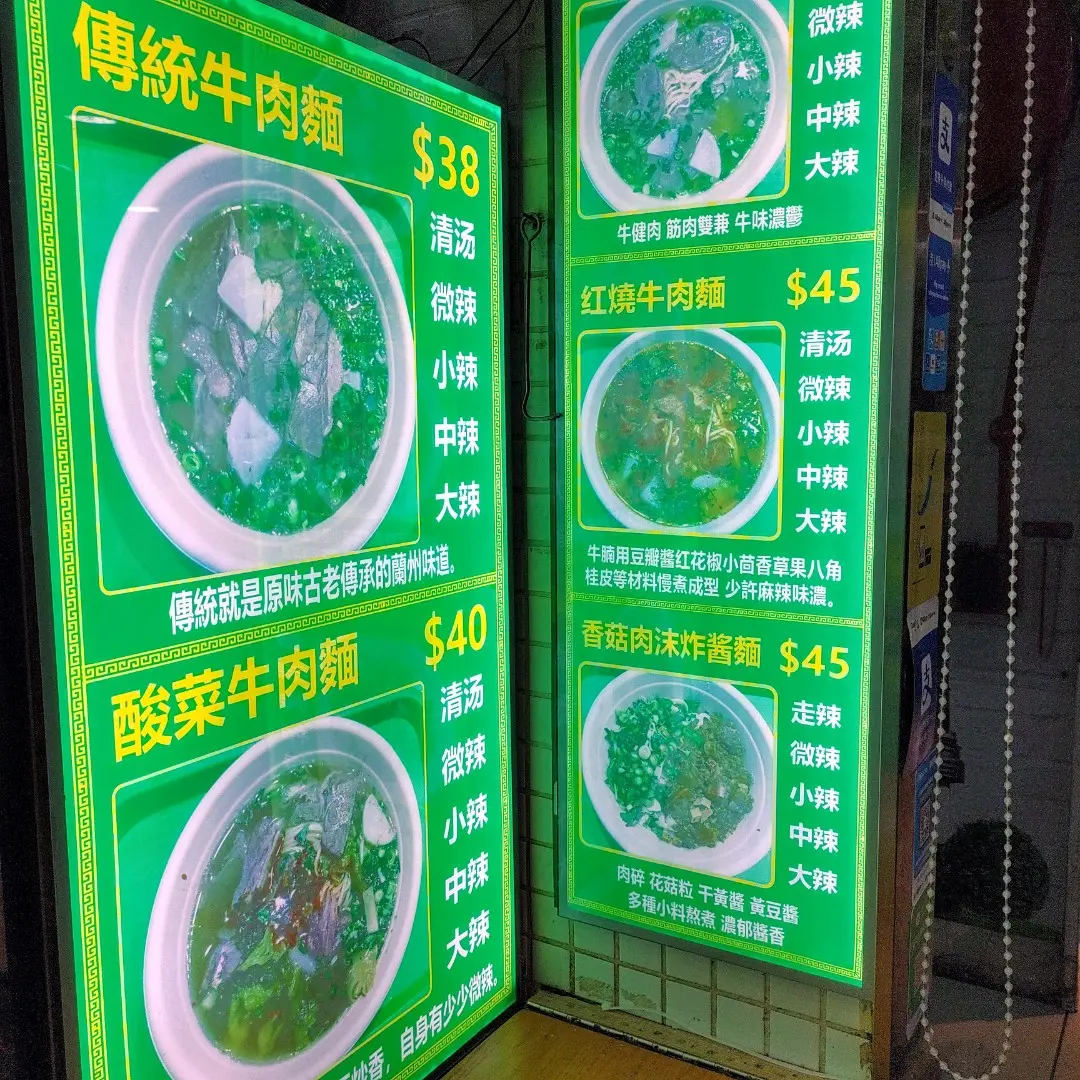 傳統牛肉麵
$38
清汤
微辣
小辣
中辣
大辣
傳統就是原味古老傳承的蘭州味道。
酸菜牛肉麵
$40
清汤
微辣
小辣
中辣
大辣
炒香，自身有少少微辣。
微辣
小辣
中辣
大辣
牛健肉 筋肉雙兼 牛味濃鬱
红燒牛肉麵 $45
清汤
微辣
小辣
中辣
大辣
牛腩用豆瓣醬红花椒小茴香草果八角
桂皮等材料慢煮成型 少許麻辣味濃。
香菇肉沫炸酱麵 $45
走辣
微辣
小辣
中辣
大辣
肉碎 花菇粒 干黃醬 黃豆醬
多種小料熬煮 濃郁醬香
支